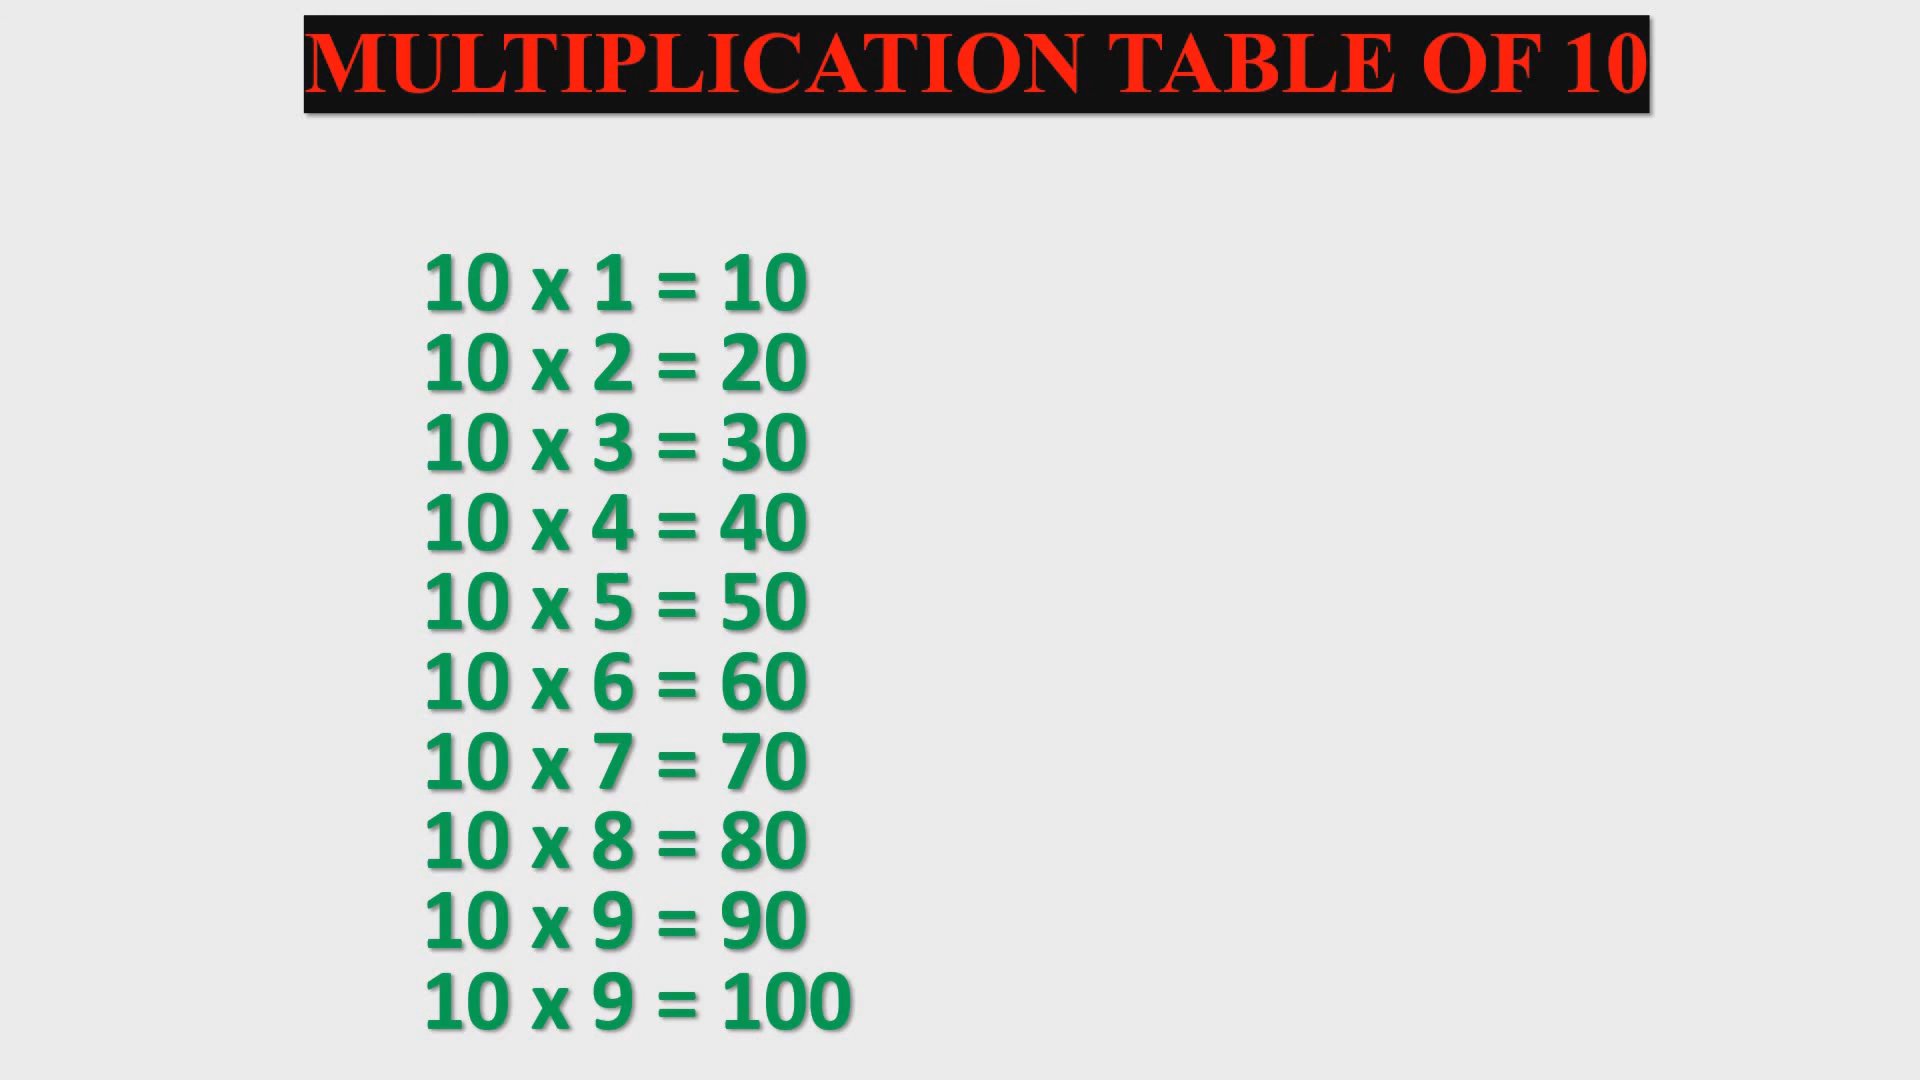 MULTIPLICATION TABLE OF 10
10 x 1 = 10
10 x 2 = 20
10 x 3 = 30
10 x 4 = 40
10 x 5 = 50
10 x 6 = 60
10 x 7 = 70
10 x 8 = 80
10 x 9 = 90
10 x 9 = 100